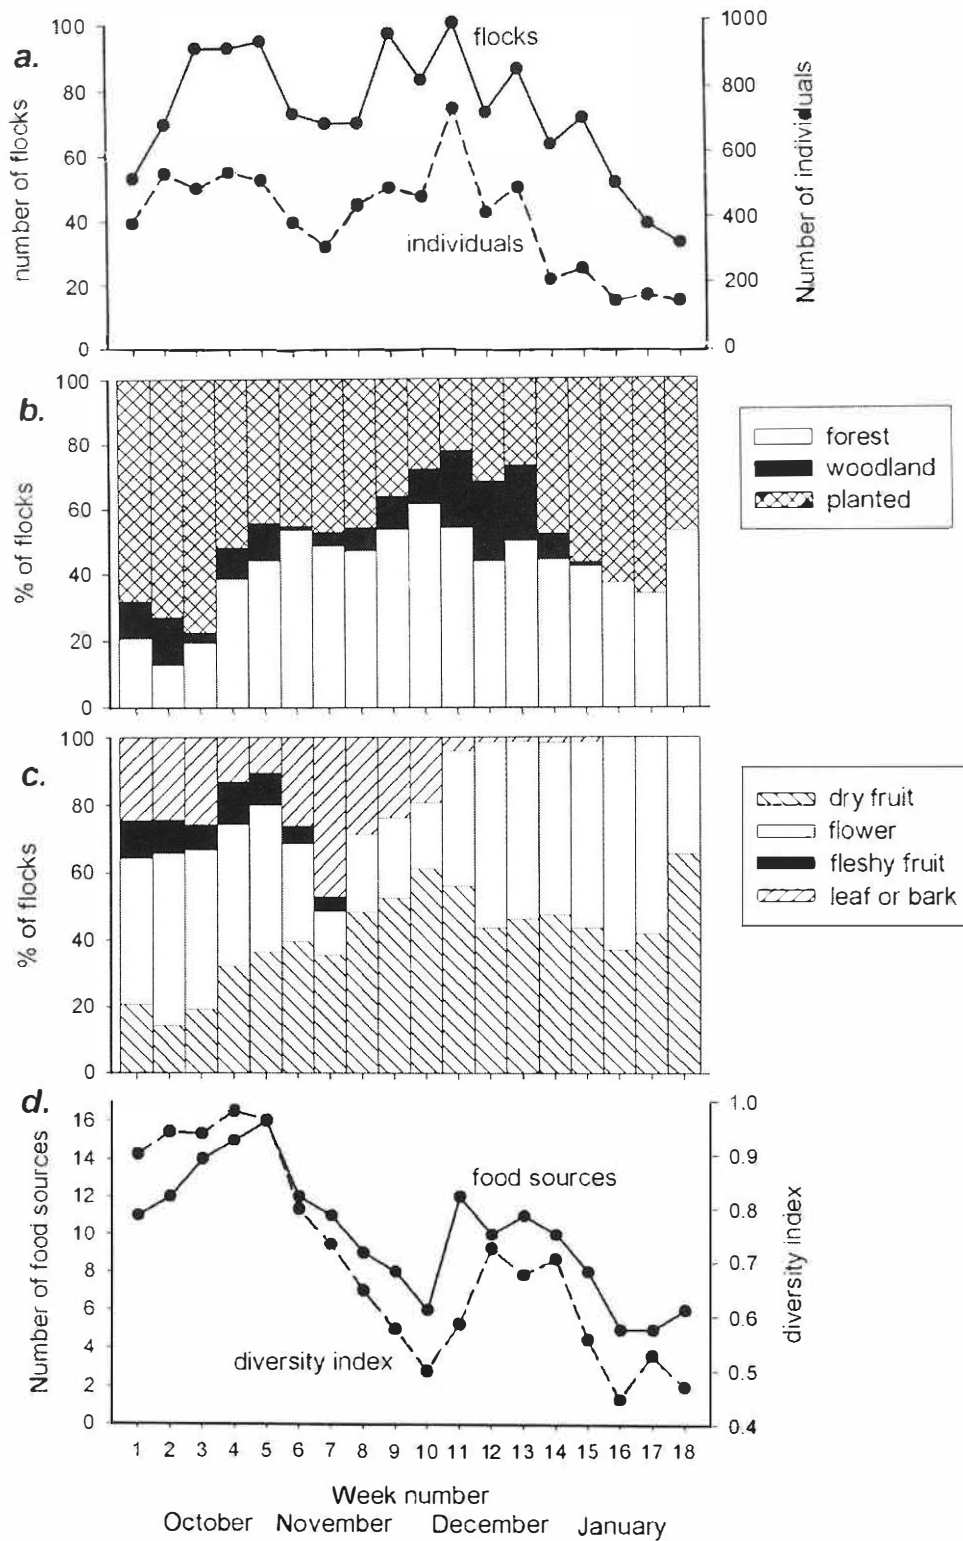 a.
number of flocks
100
80
60
40
20
0
flocks
individuals
1000
800
600
400
200
0
Number of individuals
b.
% of flocks
100
80
60
40
20
0
forest
woodland
planted
c.
% of flocks
100
80
60
40
20
0
dry fruit
flower
fleshy fruit
leaf or bark
d.
Number of food sources
16
14
12
10
8
6
4
2
0
food sources
diversity index
1.0
0.9
0.8
0.7
0.6
0.5
0.4
diversity index
1 2 3 4 5 6 7 8 9 10 11 12 13 14 15 16 17 18
Week number
October November December January